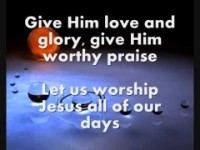 Give Him love and
glory, give Him
worthy praise
Let us worship
Jesus all of our
days